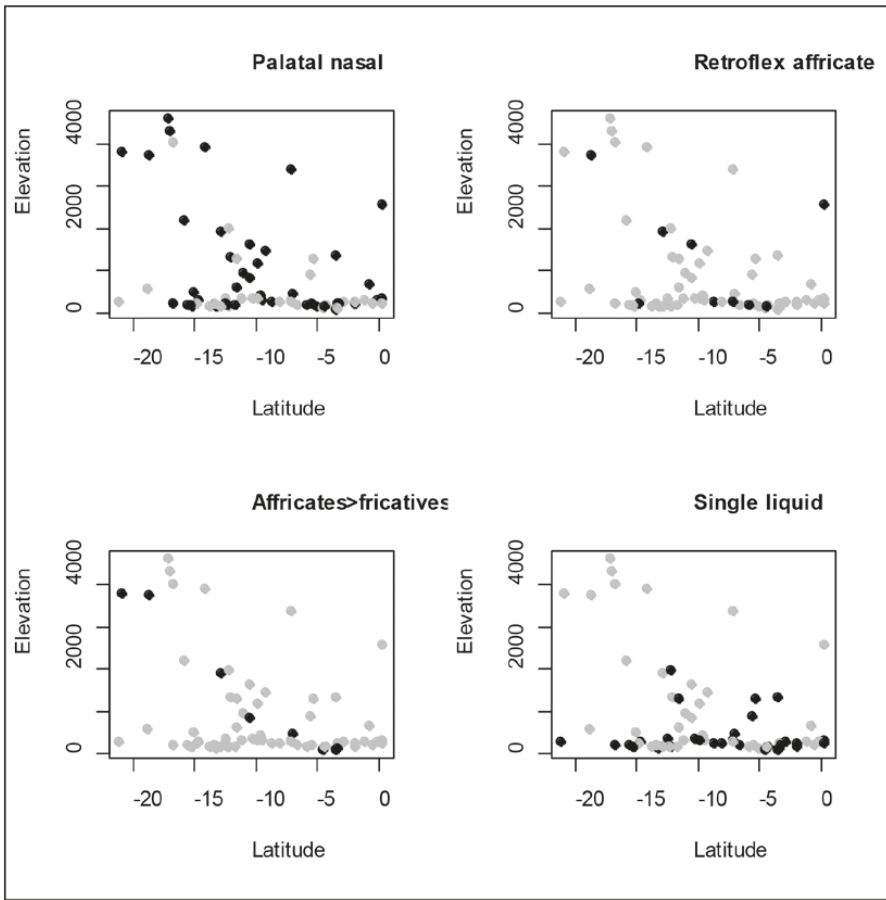 Palatal nasal
Elevation
4000
2000
0
-20 -15 -10 -5 0
Latitude
Retroflex affricate
Elevation
4000
2000
0
-20 -15 -10 -5 0
Latitude
Affricates>fricatives
Elevation
4000
2000
0
-20 -15 -10 -5 0
Latitude
Single liquid
Elevation
4000
2000
0
-20 -15 -10 -5 0
Latitude